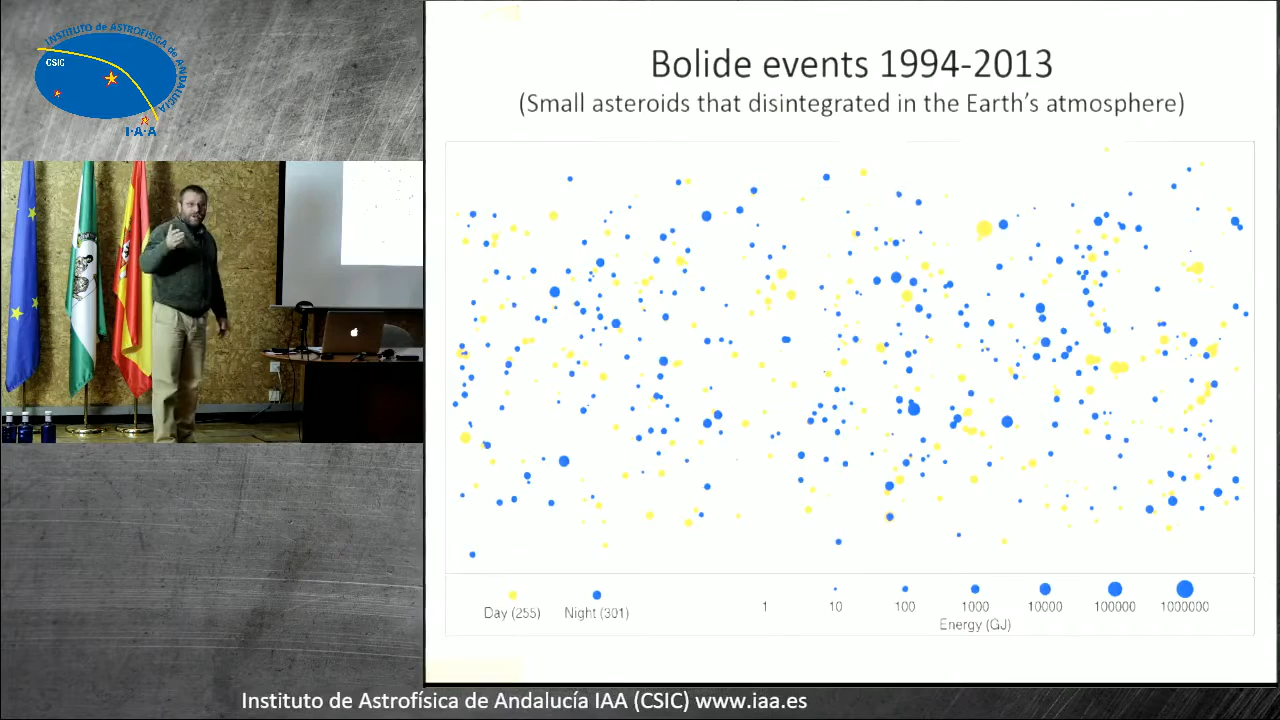 INSTITUTO de ASTROFÍSICA de ANDALUCÍA
CSIC
I·A·A
Bolide events 1994-2013
(Small asteroids that disintegrated in the Earth's atmosphere)
Day (255)
Night (301)
1 10 100 1000 10000 100000 1000000
Energy (GJ)
Instituto de Astrofísica de Andalucía IAA (CSIC) www.iaa.es